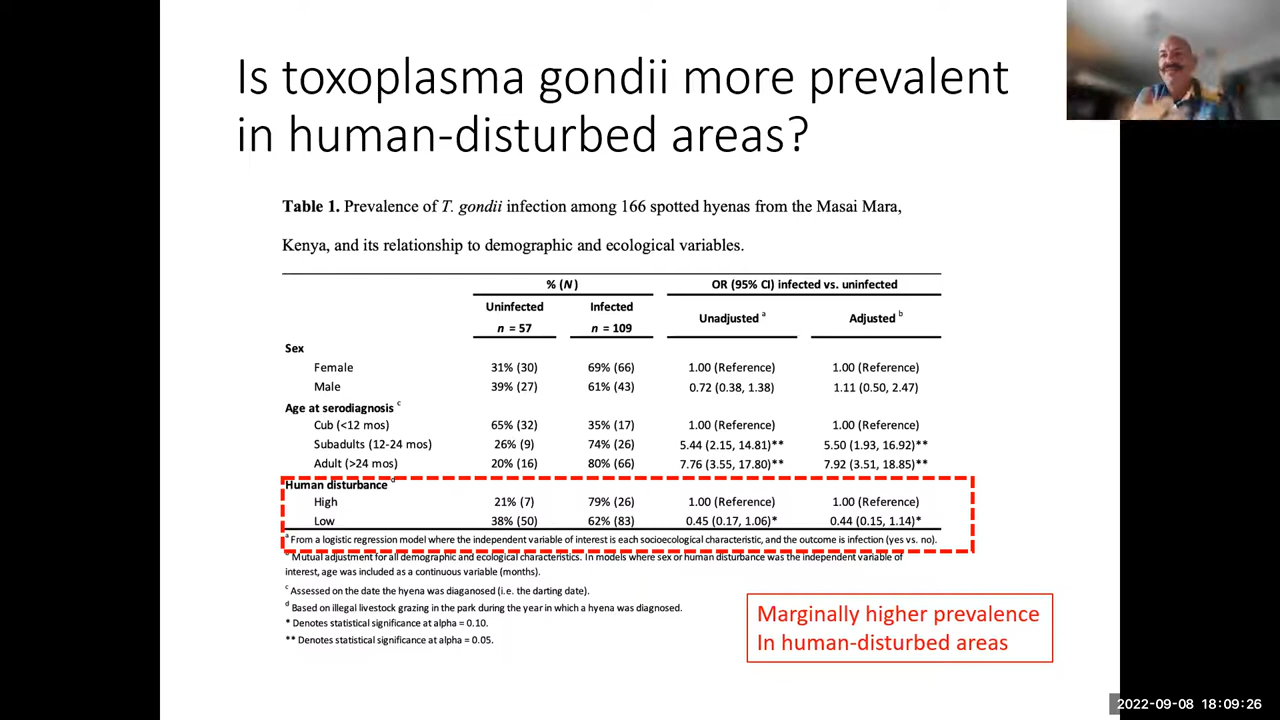 Is toxoplasma gondii more prevalent
in human-disturbed areas?
Table 1. Prevalence of T. gondii infection among 166 spotted hyenas from the Masai Mara,
Kenya, and its relationship to demographic and ecological variables.
% (N) OR (95% CI) infected vs. uninfected
Uninfected Infected Unadjusted a Adjusted b
n = 57 n = 109
Sex
Female 31% (30) 69% (66) 1.00 (Reference) 1.00 (Reference)
Male 39% (27) 61% (43) 0.72 (0.38, 1.38) 1.11 (0.50, 2.47)
Age at serodiagnosis c
Cub (<12 mos) 65% (32) 35% (17) 1.00 (Reference) 1.00 (Reference)
Subadults (12-24 mos) 26% (9) 74% (26) 5.44 (2.15, 14.81)** 5.50 (1.93, 16.92)**
Adult (>24 mos) 20% (16) 80% (66) 7.76 (3.55, 17.80)** 7.92 (3.51, 18.85)**
Human disturbance d
High 21% (7) 79% (26) 1.00 (Reference) 1.00 (Reference)
Low 38% (50) 62% (83) 0.45 (0.17, 1.06)* 0.44 (0.15, 1.14)*
a From a logistic regression model where the independent variable of interest is each socioecological characteristic, and the outcome is infection (yes vs. no).
Mutual adjustment for all demographic and ecological characteristics. In models where sex or human disturbance was the independent variable of
interest, age was included as a continuous variable (months).
c Assessed on the date the hyena was diaganosed (i.e. the darting date).
d Based on illegal livestock grazing in the park during the year in which a hyena was diagnosed.
* Denotes statistical significance at alpha = 0.10.
** Denotes statistical significance at alpha = 0.05.
Marginally higher prevalence
In human-disturbed areas
2022-09-08 18:09:26